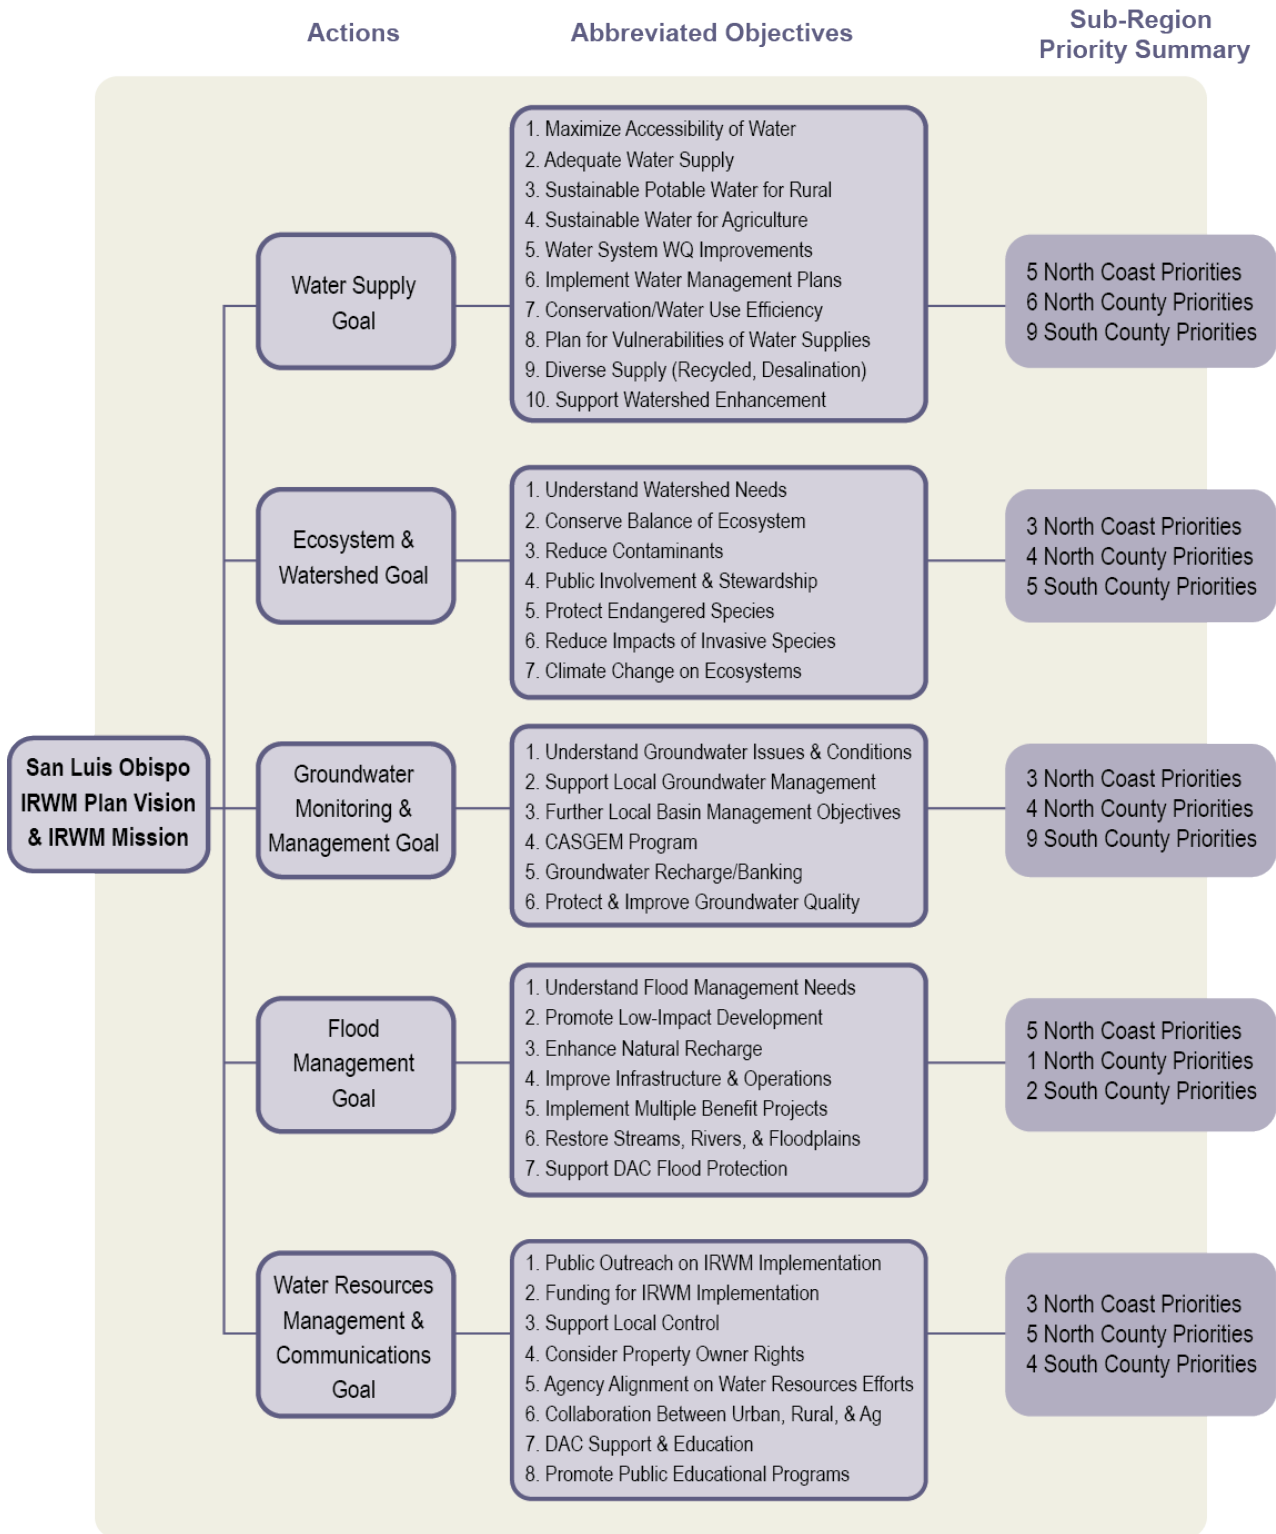 Actions
Abbreviated Objectives
Sub-Region
Priority Summary
San Luis Obispo
IRWM Plan Vision
& IRWM Mission
Water Supply
Goal
1. Maximize Accessibility of Water
2. Adequate Water Supply
3. Sustainable Potable Water for Rural
4. Sustainable Water for Agriculture
5. Water System WQ Improvements
6. Implement Water Management Plans
7. Conservation/Water Use Efficiency
8. Plan for Vulnerabilities of Water Supplies
9. Diverse Supply (Recycled, Desalination)
10. Support Watershed Enhancement
5 North Coast Priorities
6 North County Priorities
9 South County Priorities
Ecosystem &
Watershed Goal
1. Understand Watershed Needs
2. Conserve Balance of Ecosystem
3. Reduce Contaminants
4. Public Involvement & Stewardship
5. Protect Endangered Species
6. Reduce Impacts of Invasive Species
7. Climate Change on Ecosystems
3 North Coast Priorities
4 North County Priorities
5 South County Priorities
Groundwater
Monitoring &
Management Goal
1. Understand Groundwater Issues & Conditions
2. Support Local Groundwater Management
3. Further Local Basin Management Objectives
4. CASGEM Program
5. Groundwater Recharge/Banking
6. Protect & Improve Groundwater Quality
3 North Coast Priorities
4 North County Priorities
9 South County Priorities
Flood
Management
Goal
1. Understand Flood Management Needs
2. Promote Low-Impact Development
3. Enhance Natural Recharge
4. Improve Infrastructure & Operations
5. Implement Multiple Benefit Projects
6. Restore Streams, Rivers, & Floodplains
7. Support DAC Flood Protection
5 North Coast Priorities
1 North County Priorities
2 South County Priorities
Water Resources
Management &
Communications
Goal
1. Public Outreach on IRWM Implementation
2. Funding for IRWM Implementation
3. Support Local Control
4. Consider Property Owner Rights
5. Agency Alignment on Water Resources Efforts
6. Collaboration Between Urban, Rural, & Ag
7. DAC Support & Education
8. Promote Public Educational Programs
3 North Coast Priorities
5 North County Priorities
4 South County Priorities